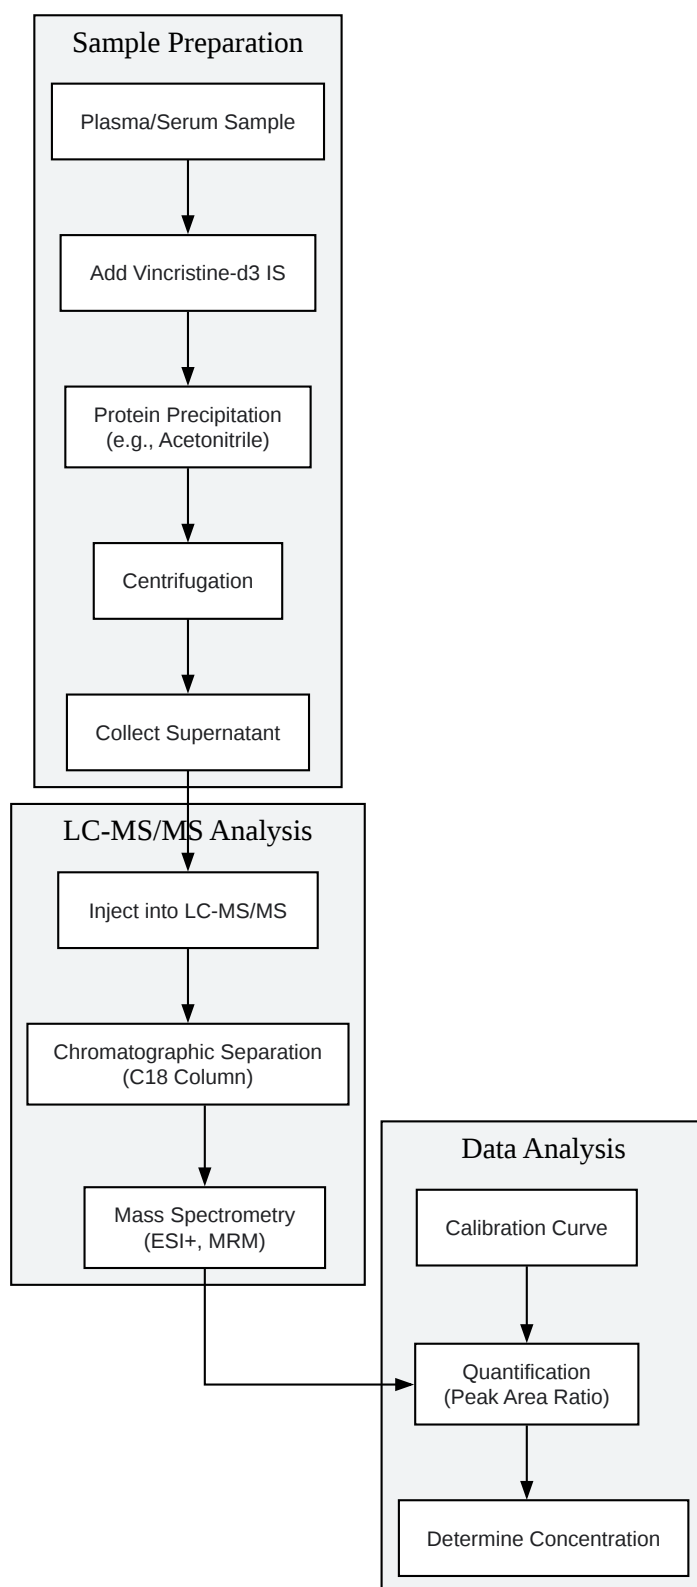 Sample Preparation
Plasma/Serum Sample
Add Vincristine-d3 IS
Protein Precipitation
(e.g., Acetonitrile)
Centrifugation
Collect Supernatant
LC-MS/MS Analysis
Inject into LC-MS/MS
Chromatographic Separation
(C18 Column)
Mass Spectrometry
(ESI+, MRM)
Data Analysis
Calibration Curve
Quantification
(Peak Area Ratio)
Determine Concentration